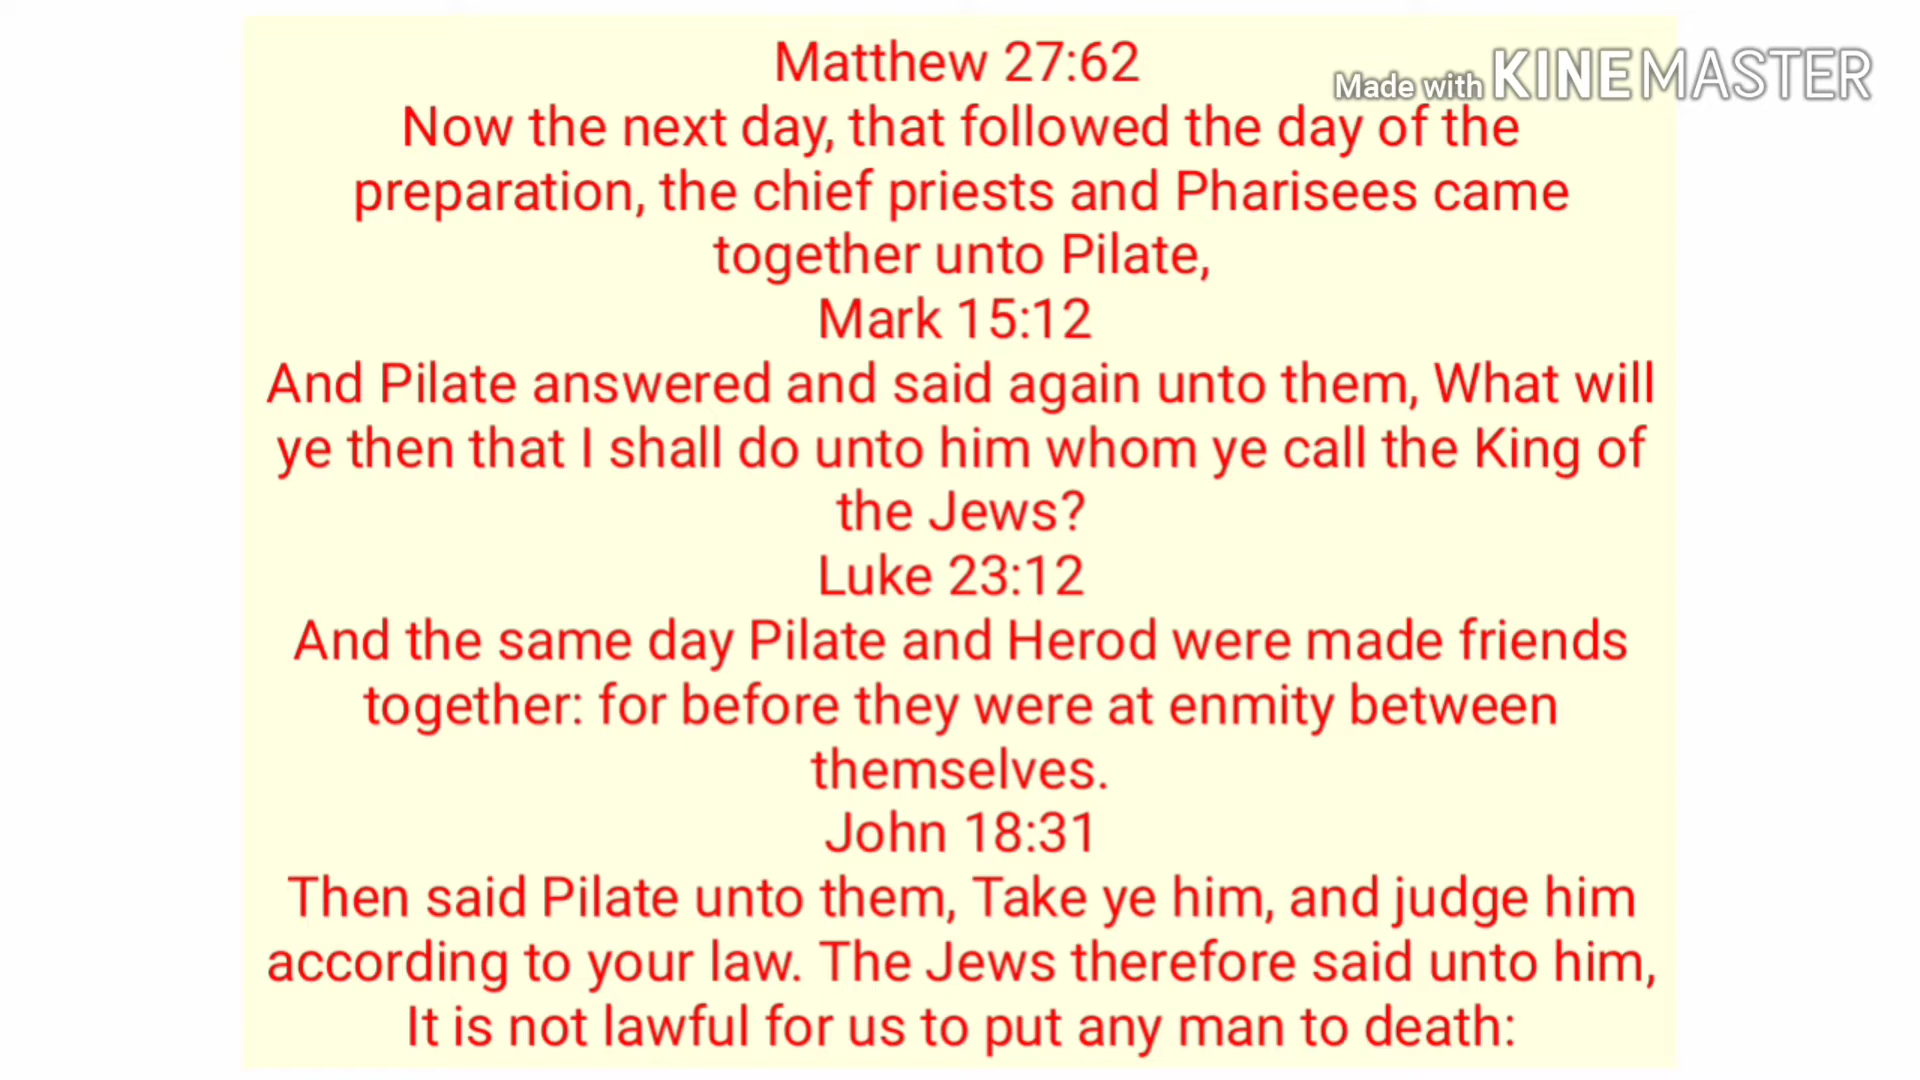 Matthew 27:62
Made with KINEMASTER
Now the next day, that followed the day of the
preparation, the chief priests and Pharisees came
together unto Pilate,
Mark 15:12
And Pilate answered and said again unto them, What will
ye then that I shall do unto him whom ye call the King of
the Jews?
Luke 23:12
And the same day Pilate and Herod were made friends
together: for before they were at enmity between
themselves.
John 18:31
Then said Pilate unto them, Take ye him, and judge him
according to your law. The Jews therefore said unto him,
It is not lawful for us to put any man to death: